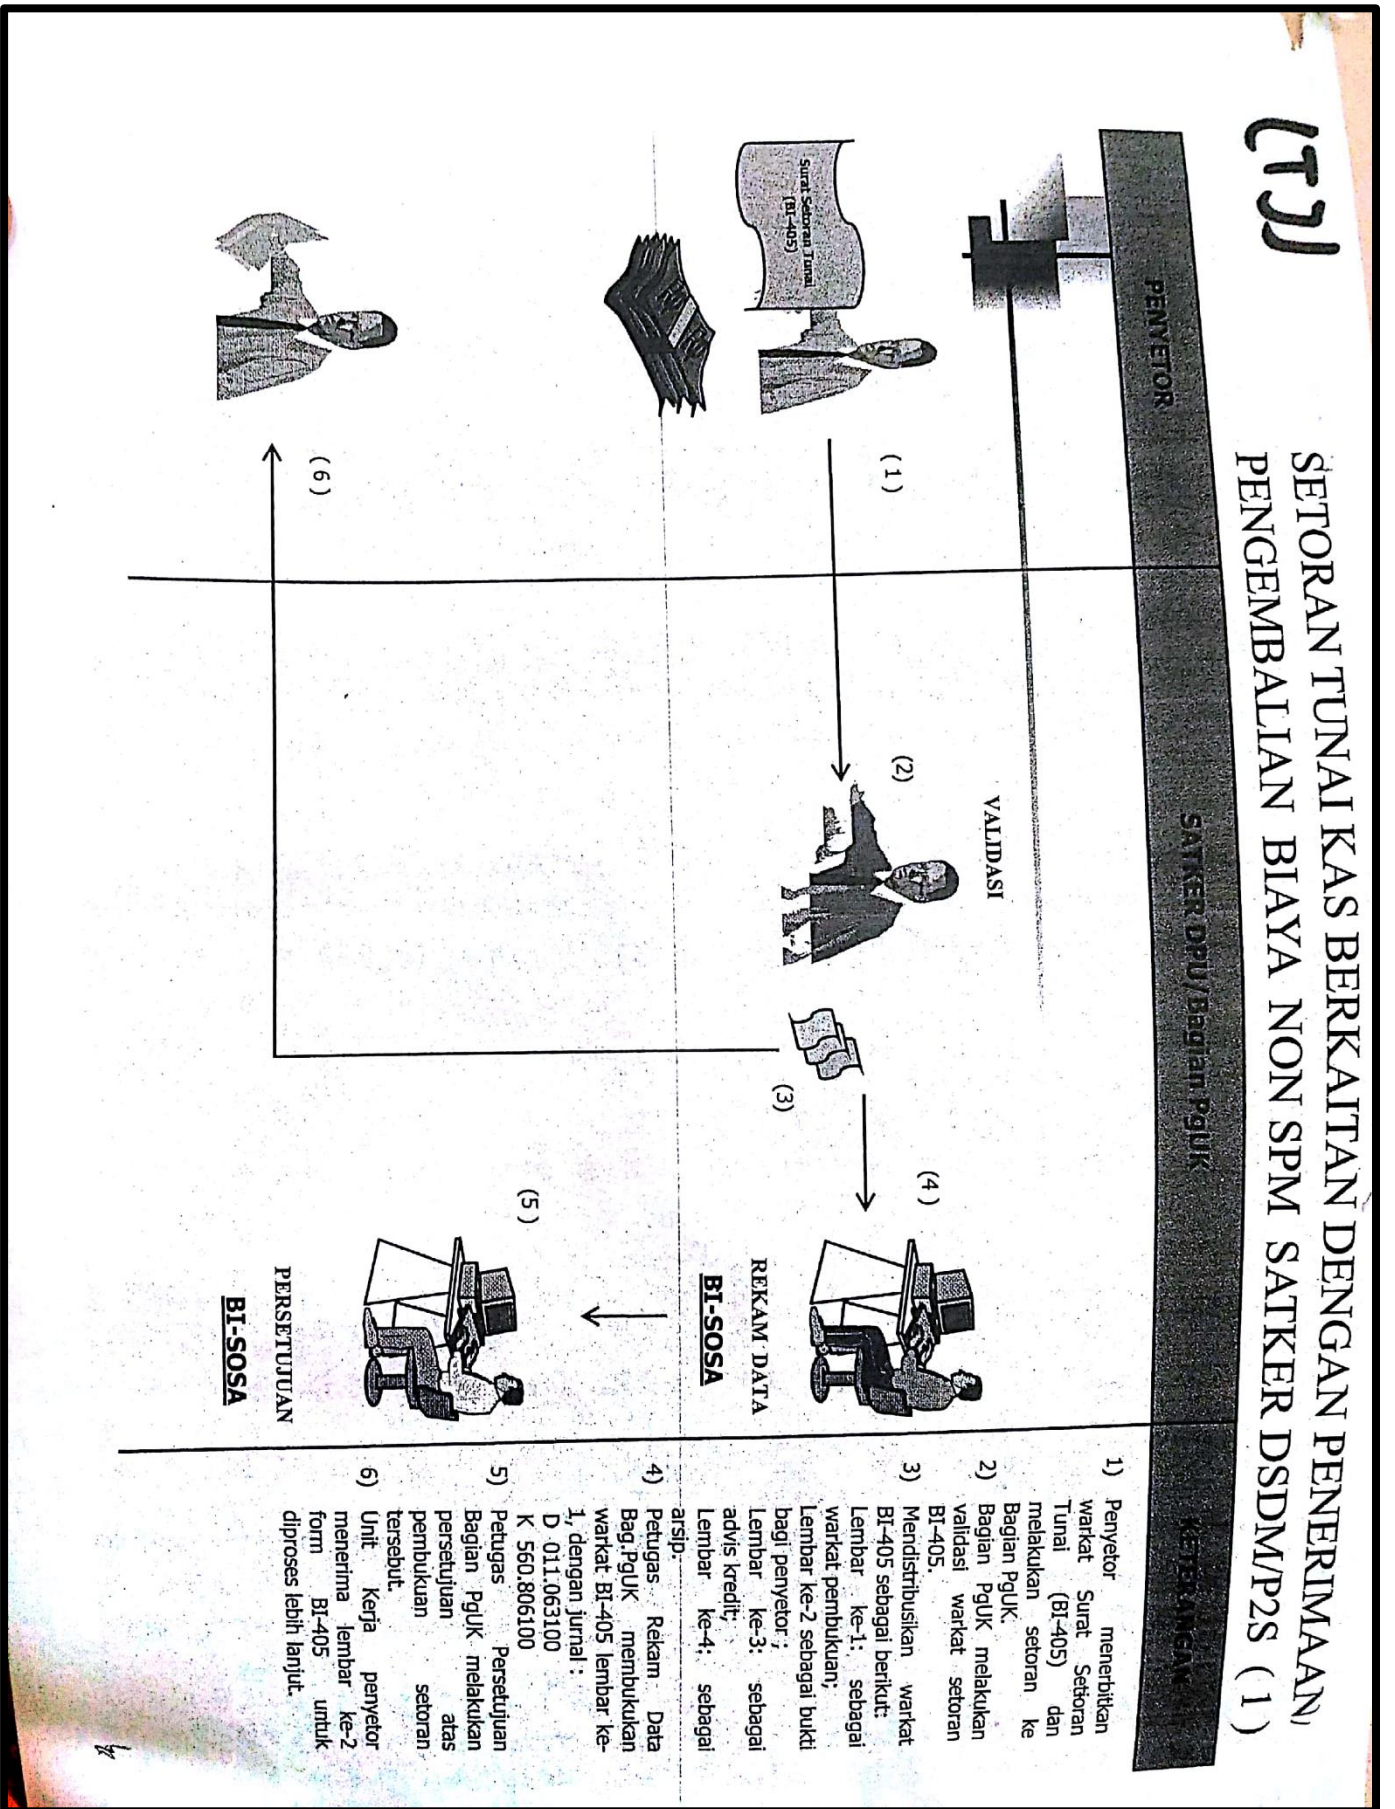 (TJ)
SETORAN TUNAI KAS BERKAITAN DENGAN PENERIMAAN/
PENGEMBALIAN BIAYA NON SPM SATKER DSDM/P2S ( 1 )
PENYETOR
SATKER DPU/Bagian PgUK
KETERANGAN
Surat Setoran Tunai
(BI-405)
( 1 )
(2)
VALIDASI
(3)
(4 )
REKAM DATA
BI-SOSA
(5 )
PERSETUJUAN
BI-SOSA
( 6 )
1) Penyetor menerbitkan
warkat Surat Setioran
Tunai (BI-405) dan
melakukan setoran ke
Bagian PgUK.
2) Bagian PgUK melakukan
validasi warkat setoran
BI-405.
3) Mendistribusikan warkat
BI-405 sebagai berikut:
Lembar ke-1: sebagai
warkat pembukuan;
Lembar ke-2 sebagai bukti
bagi penyetor ;
Lembar ke-3: sebagai
advis kredit;
Lembar ke-4: sebagai
arsip.
4) Petugas Rekam Data
Bag.PgUK membukukan
warkat BI-405 lembar ke-
1, dengan jurnal :
D 011.063100
K 560.806100
5) Petugas Persetujuan
Bagian PgUK melakukan
persetujuan atas
pembukuan setoran
tersebut.
6) Unit Kerja penyetor
menerima lembar ke-2
form BI-405 untuk
diproses lebih lanjut.